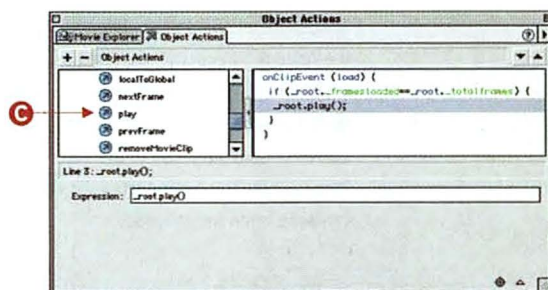 Object Actions
Movie Explorer Object Actions
+ − Object Actions
localToGlobal
nextFrame
C play
prevFrame
removeMovieClip
onClipEvent (load) {
if (_root._framesloaded==_root._totalframes) {
_root.play();
}
}
Line 3: _root.play();
Expression: _root.play()